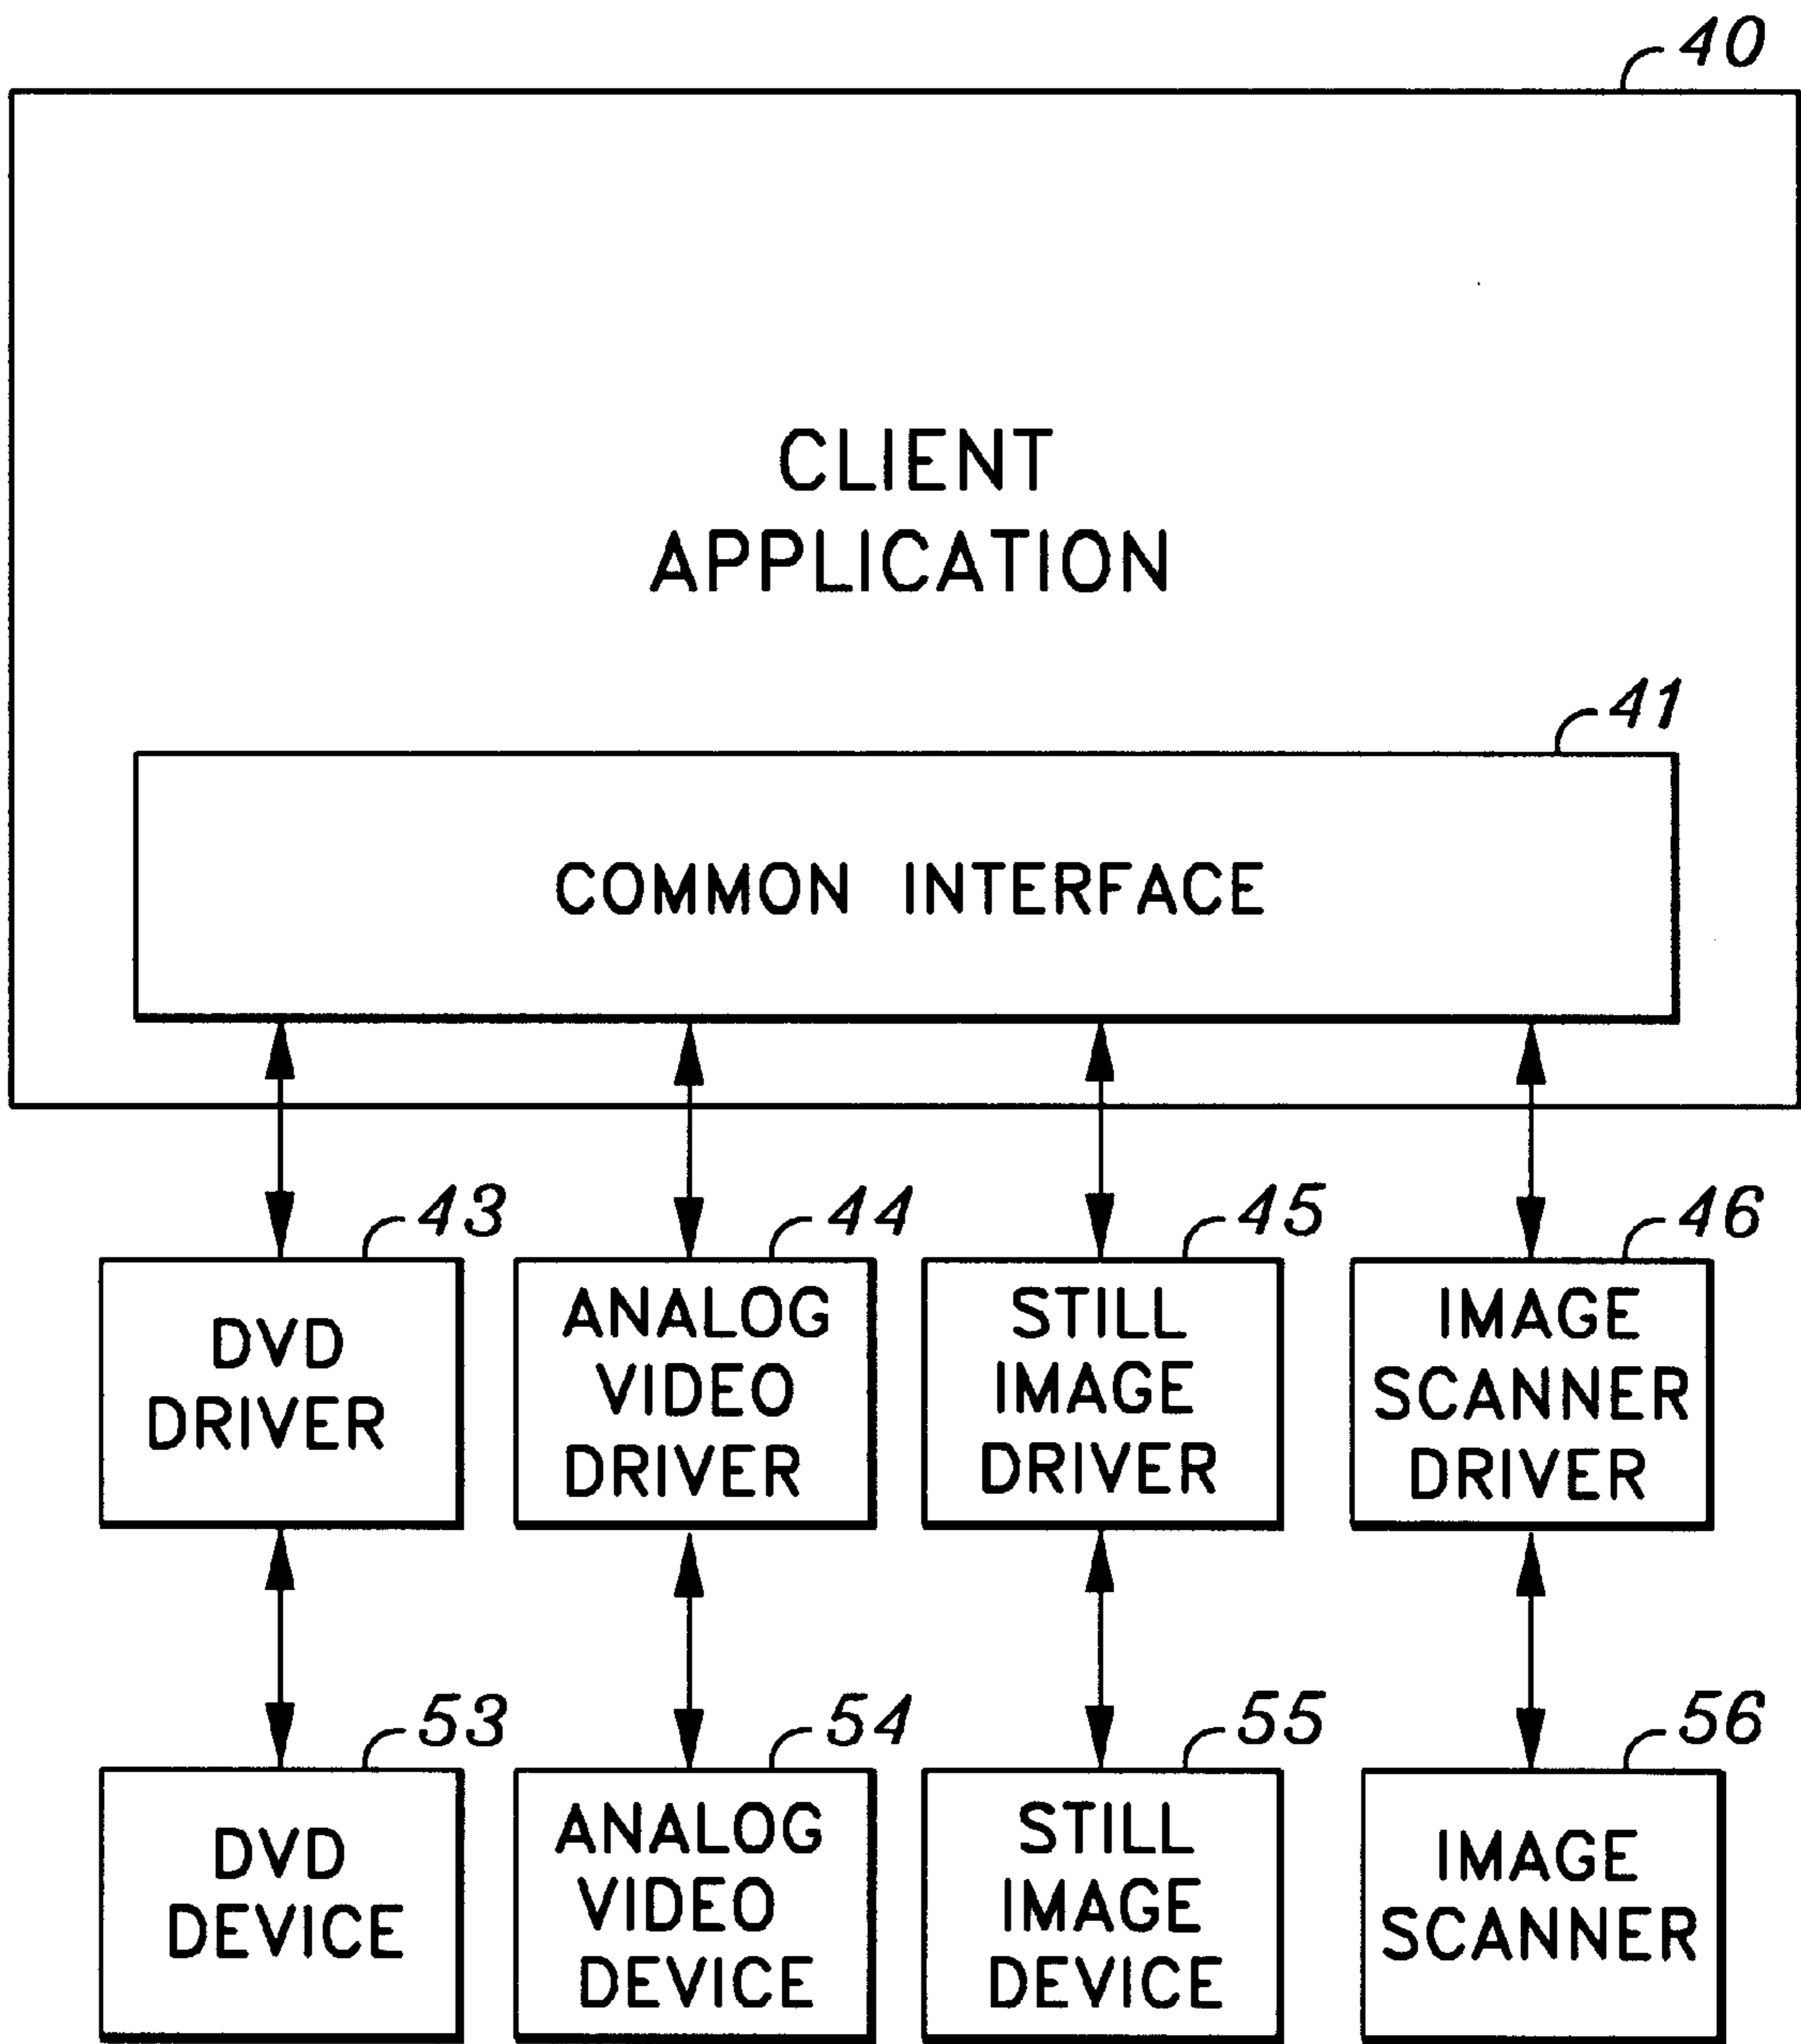 40
CLIENT
APPLICATION
41
COMMON INTERFACE
43
44
45
46
DVD
DRIVER
ANALOG
VIDEO
DRIVER
STILL
IMAGE
DRIVER
IMAGE
SCANNER
DRIVER
53
54
55
56
DVD
DEVICE
ANALOG
VIDEO
DEVICE
STILL
IMAGE
DEVICE
IMAGE
SCANNER